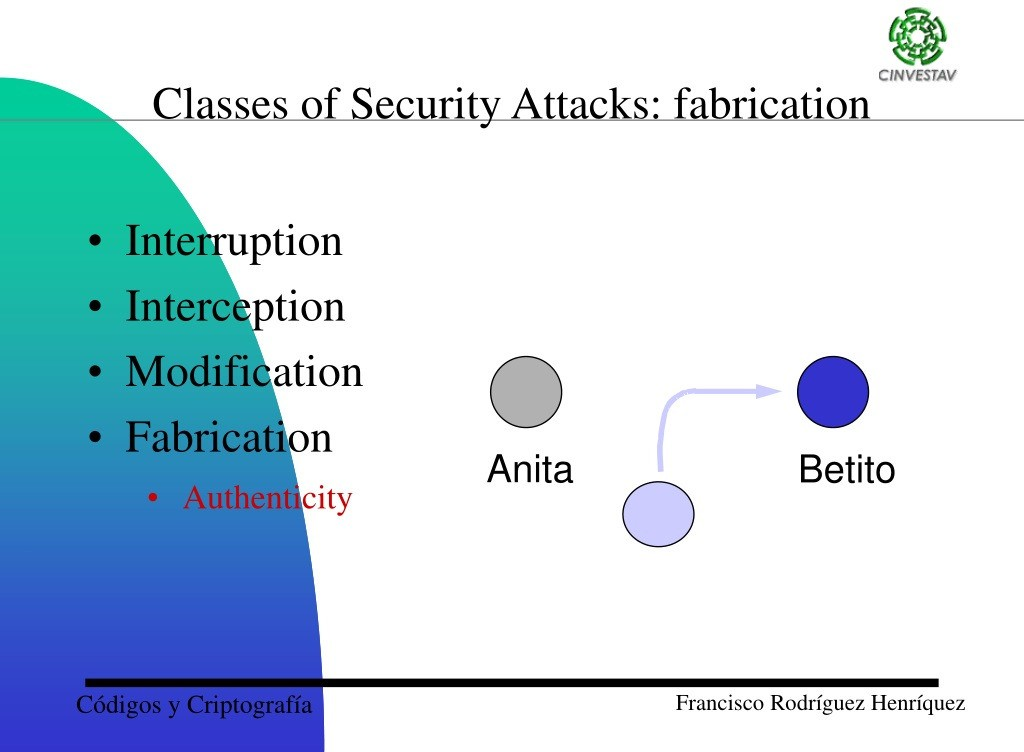 CINVESTAV
Classes of Security Attacks: fabrication
• Interruption
• Interception
• Modification
• Fabrication
• Authenticity
Anita
Betito
Códigos y Criptografía
Francisco Rodríguez Henríquez